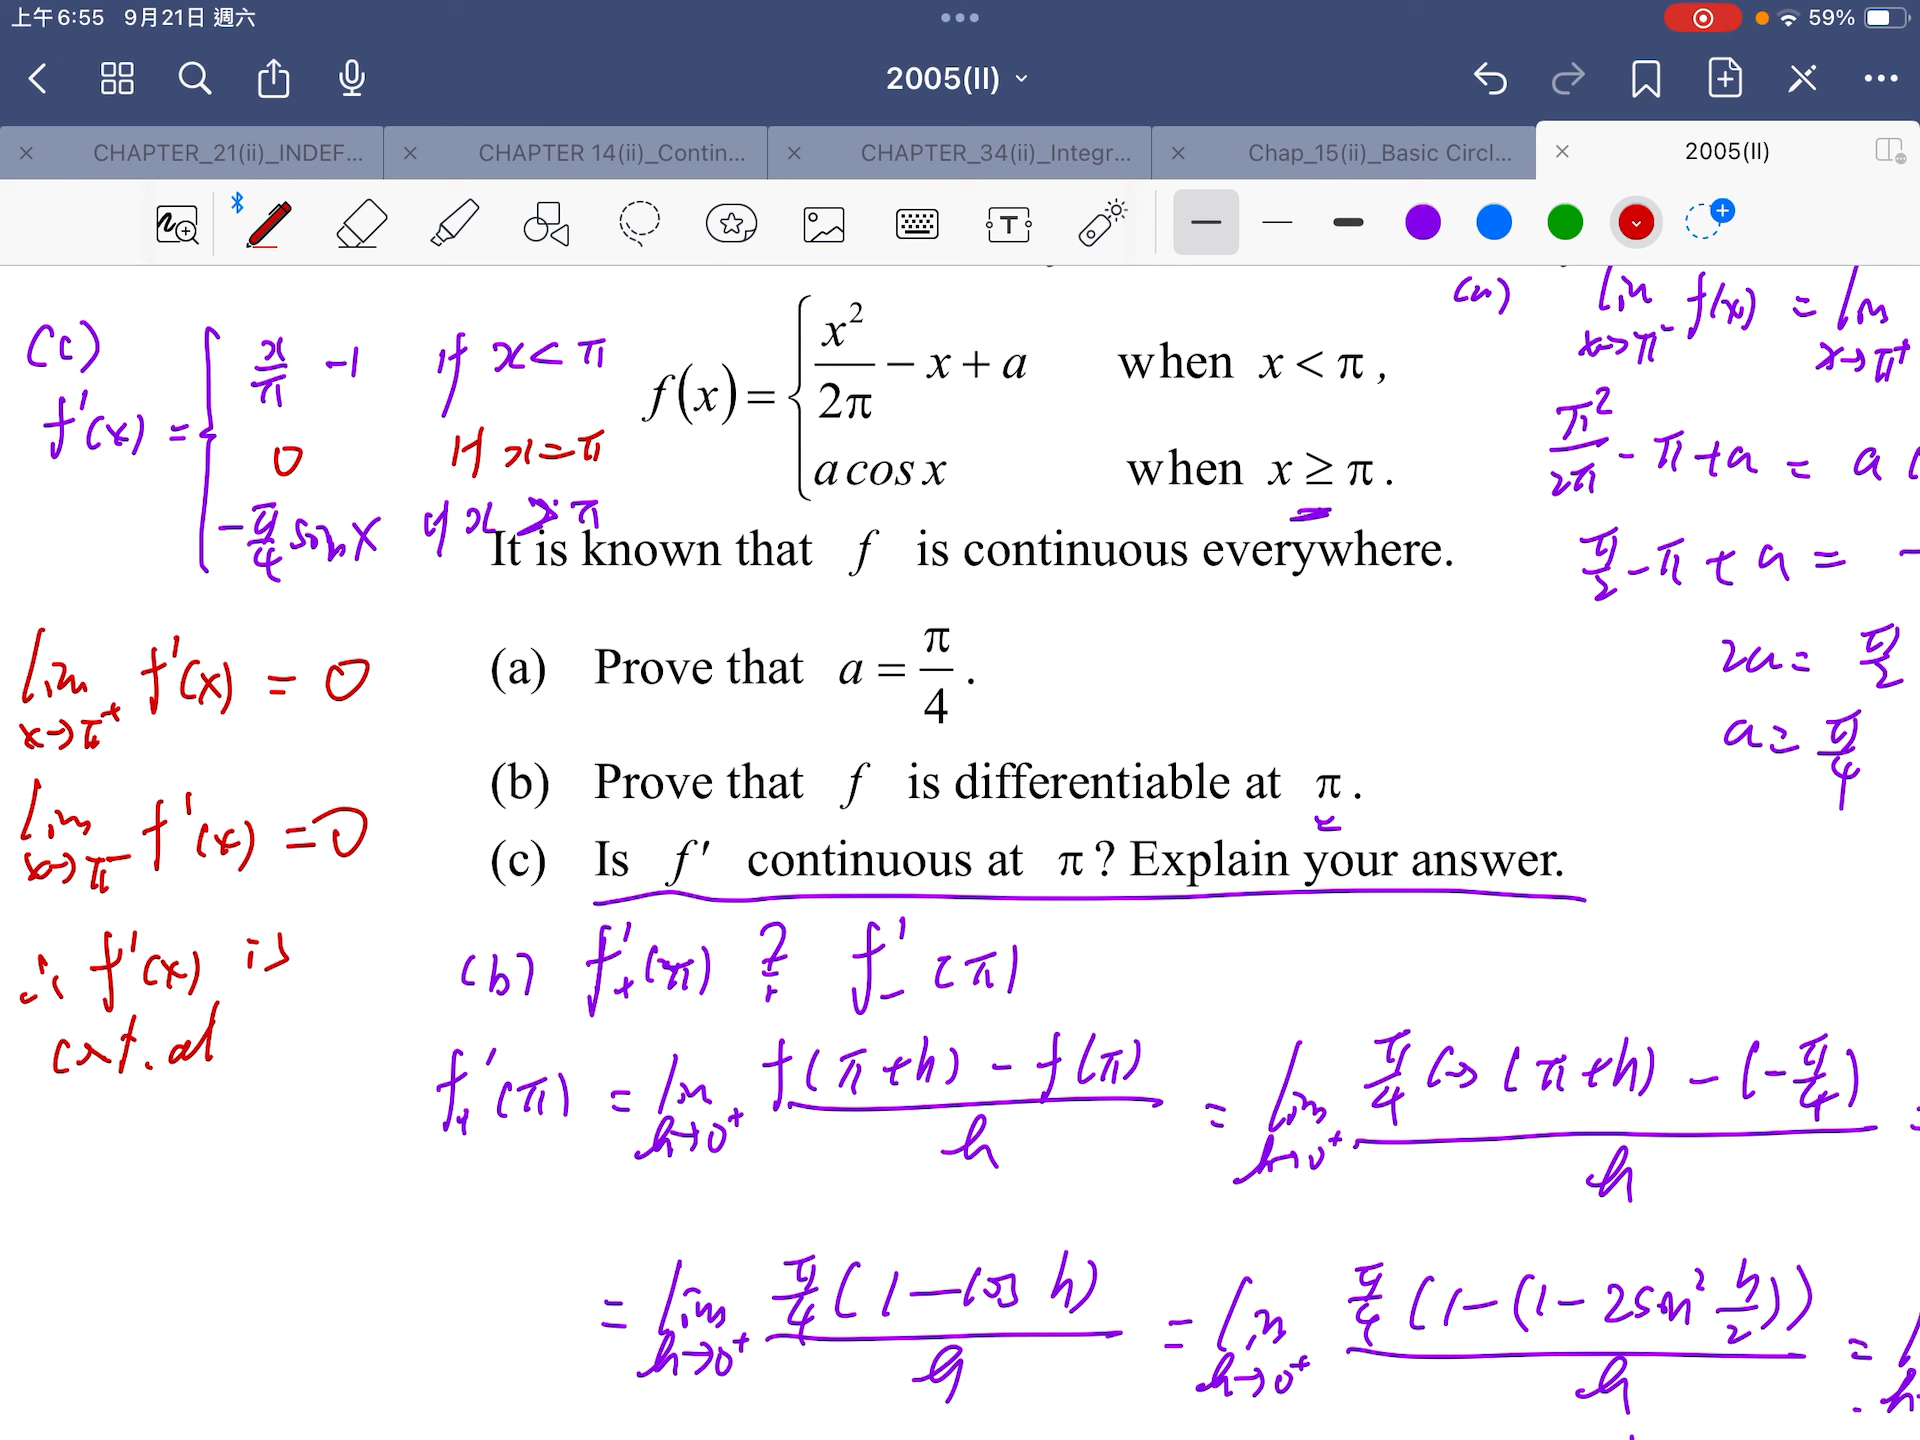 上午6:55 9月21日 週六
59%
2005(II)
CHAPTER_21(ii)_INDEF...
CHAPTER 14(ii)_Contin...
CHAPTER_34(ii)_Integr...
Chap_15(ii)_Basic Circl...
2005(II)
f(x) = { x²/2π − x + a when x < π,
a cos x when x ≥ π.
It is known that f is continuous everywhere.
(a) Prove that a = π/4.
(b) Prove that f is differentiable at π.
(c) Is f′ continuous at π? Explain your answer.
(c)
f'(x) = { x/π − 1 if x < π
0 if x = π
−π/4 sin x if x > π
lim x→π⁺ f'(x) = 0
lim x→π⁻ f'(x) = 0
∴ f'(x) is
cnt. at
(a) lim x→π⁻ f(x) = lim x→π⁺
π²/2π − π + a = a (
π/2 − π + a = −
2a = π/2
a = π/4
(b) f'₊(π) ?= f'₋(π)
f'₊(π) = lim h→0⁺ f(π+h) − f(π) / h = lim h→0⁺ π/4 cos(π+h) − (−π/4) / h =
= lim h→0⁺ π/4 (1 − cos h) / h = lim h→0⁺ π/4 (1 − (1 − 2sin² h/2)) / h =